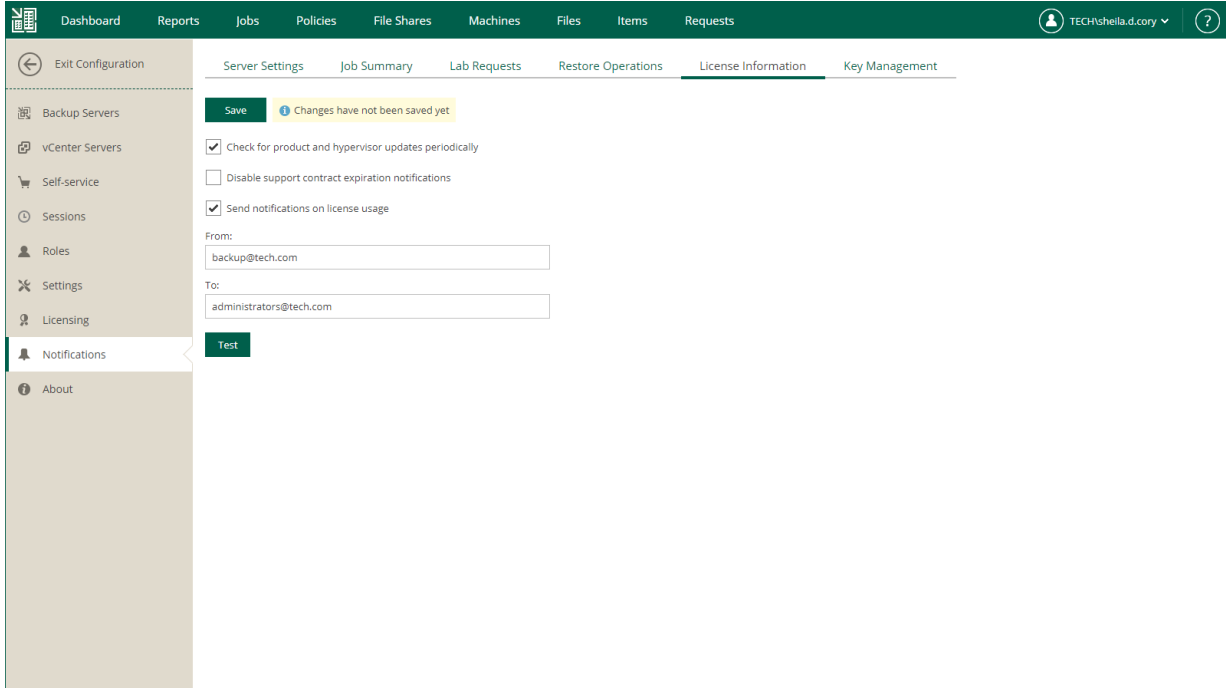 Dashboard Reports Jobs Policies File Shares Machines Files Items Requests TECH\sheila.d.cory ?
Exit Configuration
Server Settings Job Summary Lab Requests Restore Operations License Information Key Management
Backup Servers
vCenter Servers
Self-service
Sessions
Roles
Settings
Licensing
Notifications
About
Save Changes have not been saved yet
Check for product and hypervisor updates periodically
Disable support contract expiration notifications
Send notifications on license usage
From:
backup@tech.com
To:
administrators@tech.com
Test